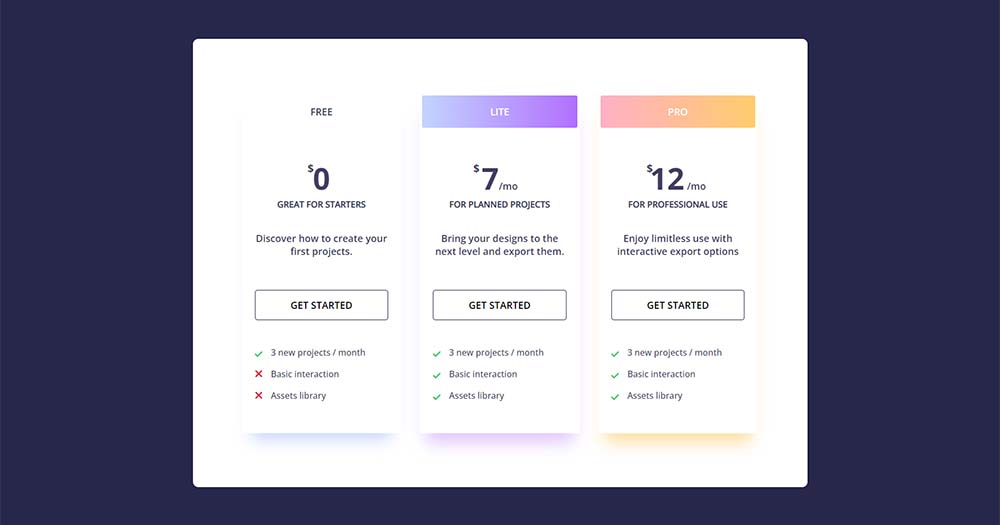 FREE
$0
GREAT FOR STARTERS
Discover how to create your
first projects.
GET STARTED
3 new projects / month
Basic interaction
Assets library
LITE
$7 /mo
FOR PLANNED PROJECTS
Bring your designs to the
next level and export them.
GET STARTED
3 new projects / month
Basic interaction
Assets library
PRO
$12 /mo
FOR PROFESSIONAL USE
Enjoy limitless use with
interactive export options
GET STARTED
3 new projects / month
Basic interaction
Assets library